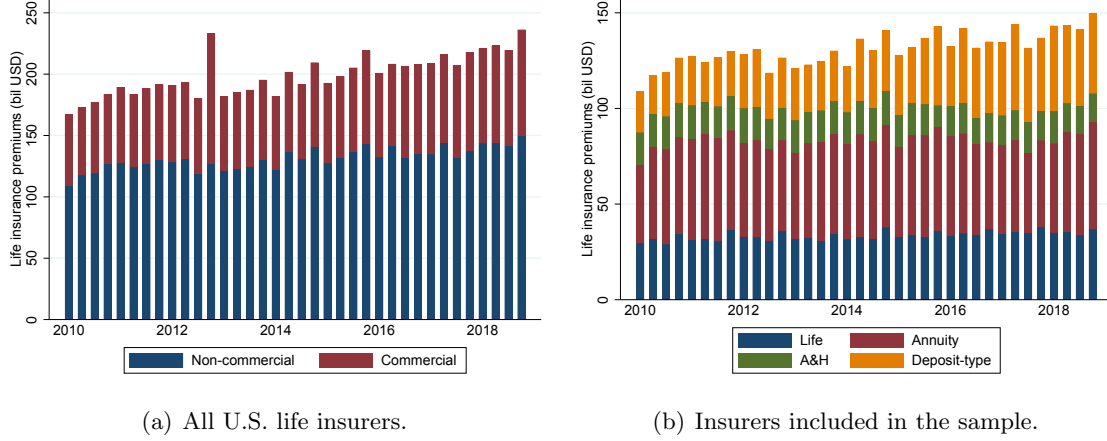 Life insurance premiums (bil USD)
250
200
150
100
50
0
2010 2012 2014 2016 2018
Non-commercial Commercial
(a) All U.S. life insurers.
Life insurance premiums (bil USD)
150
100
50
0
2010 2012 2014 2016 2018
Life Annuity
A&H Deposit-type
(b) Insurers included in the sample.